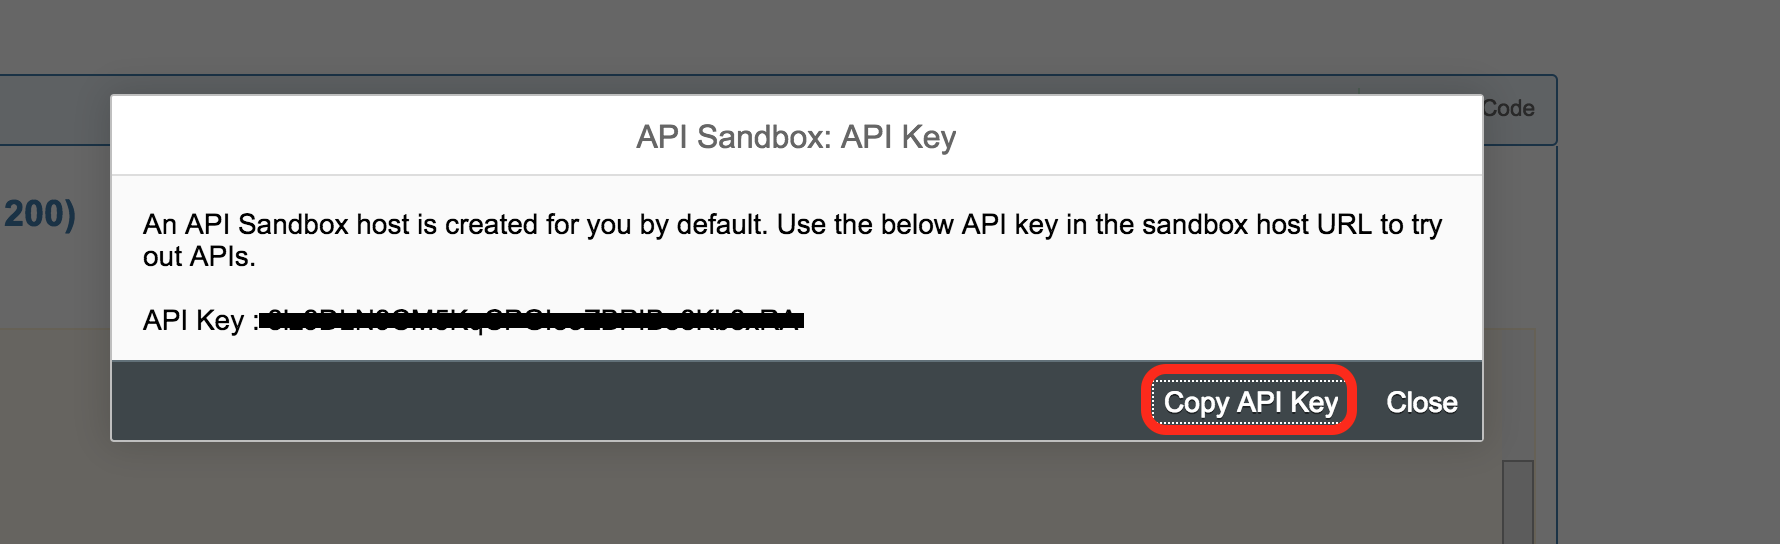 Code
API Sandbox: API Key
200)
An API Sandbox host is created for you by default. Use the below API key in the sandbox host URL to try
out APIs.
API Key :
Copy API Key Close